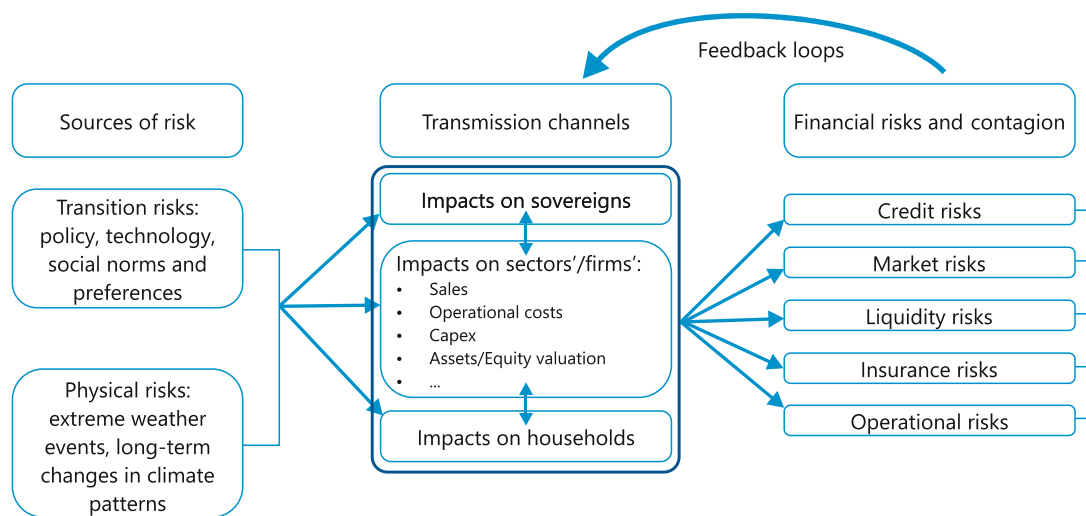 Feedback loops
Sources of risk
Transmission channels
Financial risks and contagion
Transition risks:
policy, technology,
social norms and
preferences
Physical risks:
extreme weather
events, long-term
changes in climate
patterns
Impacts on sovereigns
Impacts on sectors’/firms’:
• Sales
• Operational costs
• Capex
• Assets/Equity valuation
• ...
Impacts on households
Credit risks
Market risks
Liquidity risks
Insurance risks
Operational risks